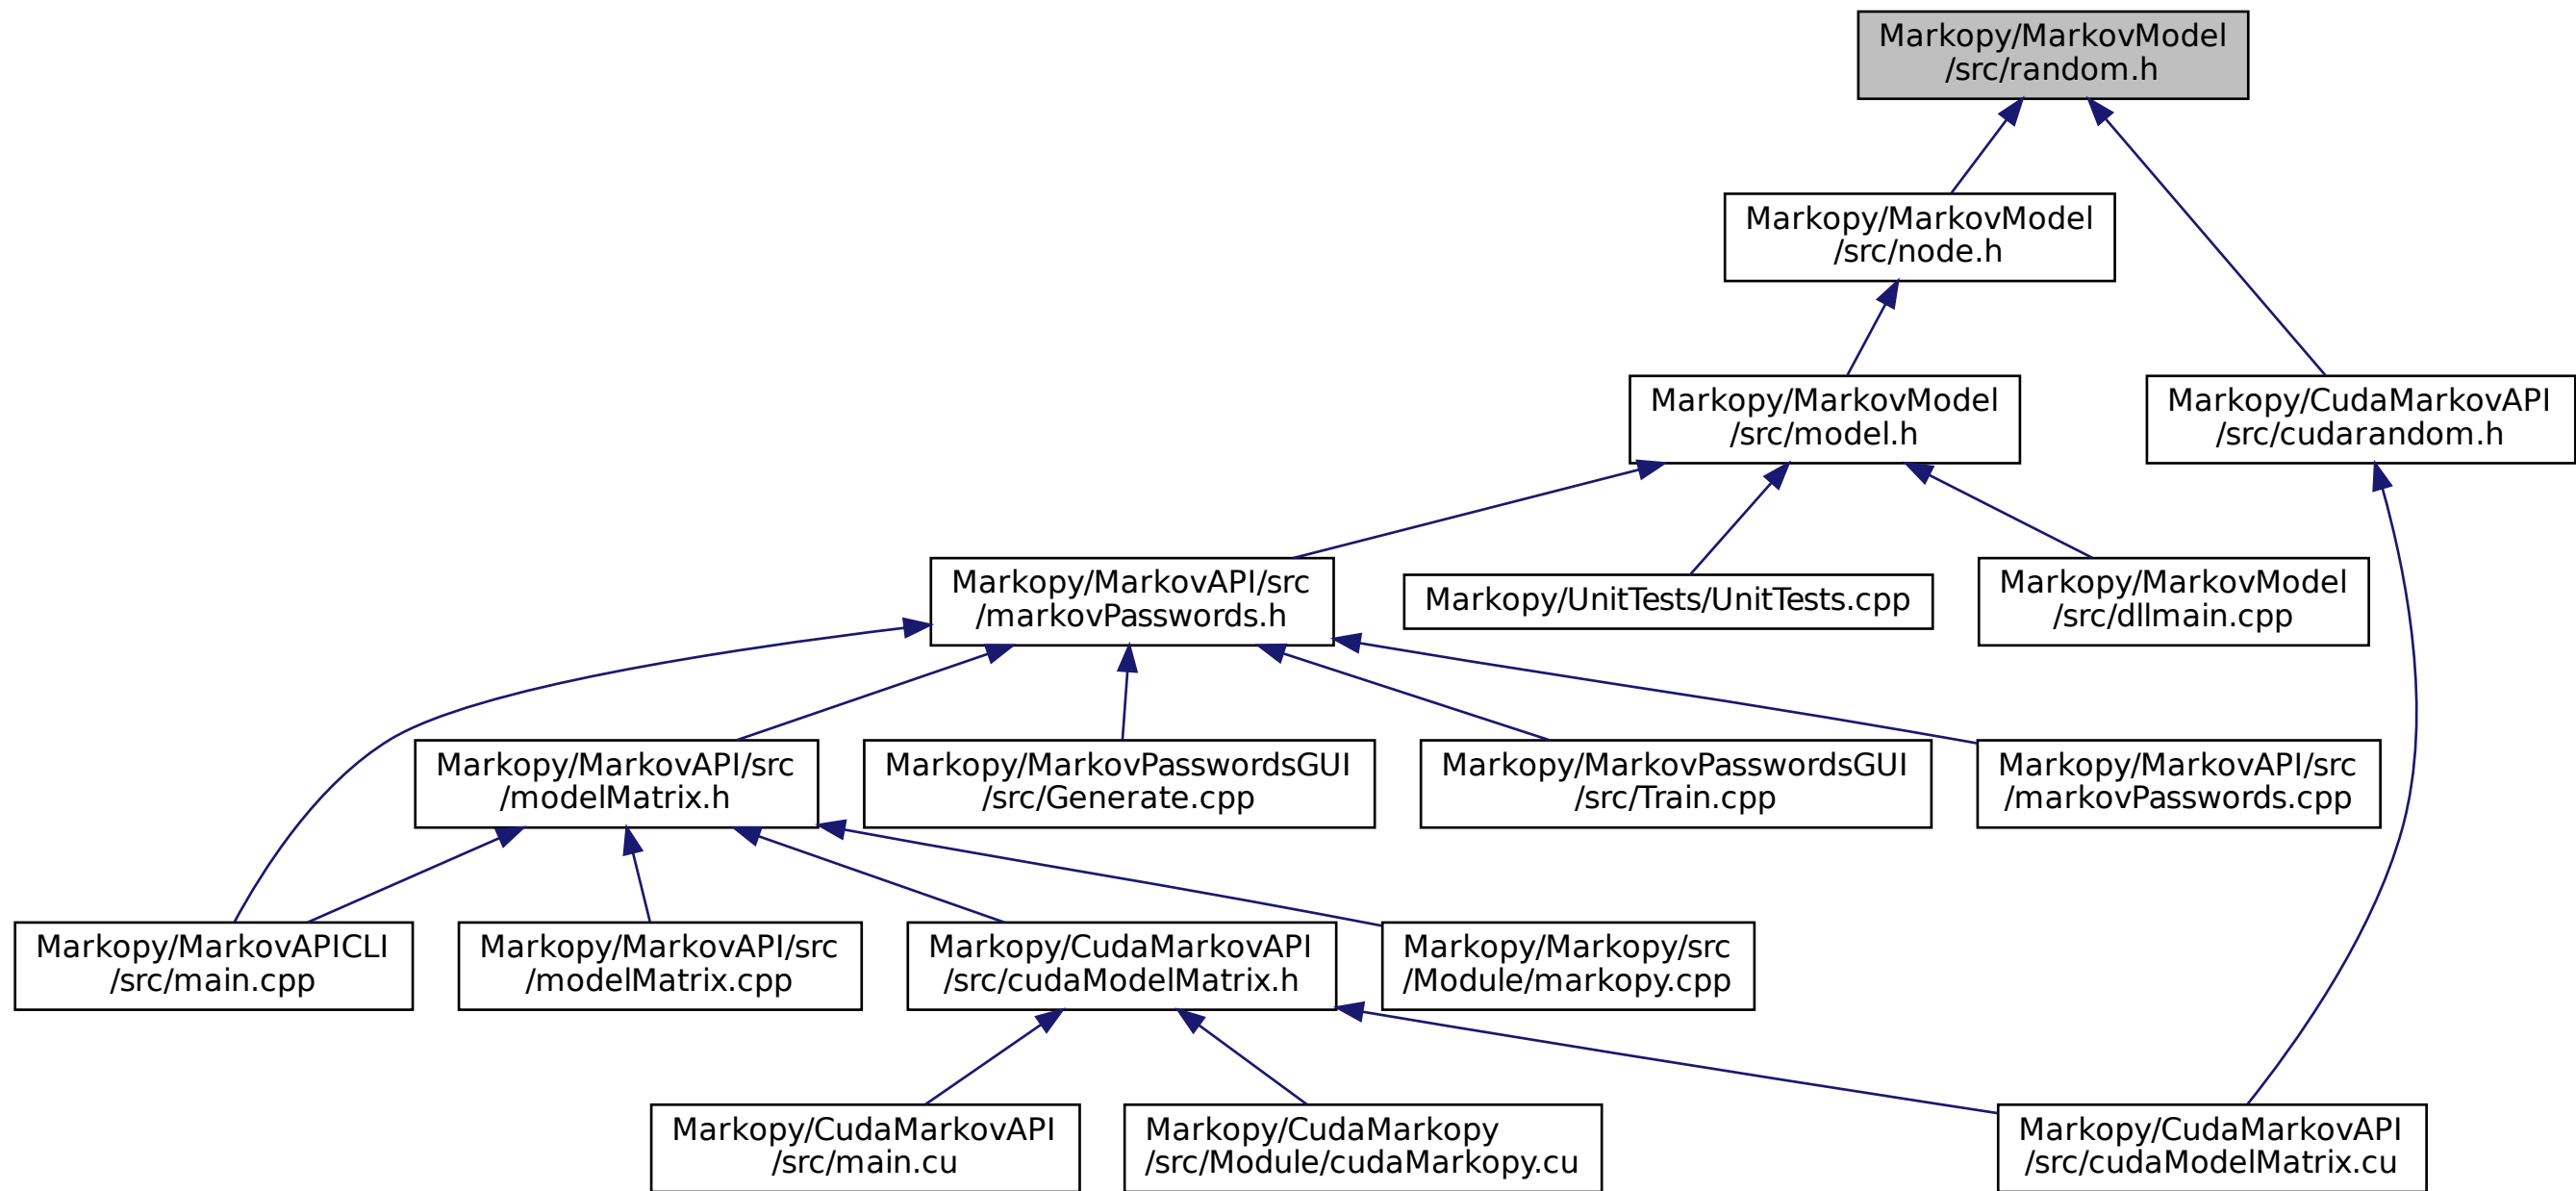 Markopy/MarkovModel
/src/random.h
Markopy/MarkovModel
/src/node.h
Markopy/MarkovModel
/src/model.h
Markopy/CudaMarkovAPI
/src/cudarandom.h
Markopy/MarkovAPI/src
/markovPasswords.h
Markopy/UnitTests/UnitTests.cpp
Markopy/MarkovModel
/src/dllmain.cpp
Markopy/MarkovAPI/src
/modelMatrix.h
Markopy/MarkovPasswordsGUI
/src/Generate.cpp
Markopy/MarkovPasswordsGUI
/src/Train.cpp
Markopy/MarkovAPI/src
/markovPasswords.cpp
Markopy/MarkovAPICLI
/src/main.cpp
Markopy/MarkovAPI/src
/modelMatrix.cpp
Markopy/CudaMarkovAPI
/src/cudaModelMatrix.h
Markopy/Markopy/src
/Module/markopy.cpp
Markopy/CudaMarkovAPI
/src/main.cu
Markopy/CudaMarkopy
/src/Module/cudaMarkopy.cu
Markopy/CudaMarkovAPI
/src/cudaModelMatrix.cu